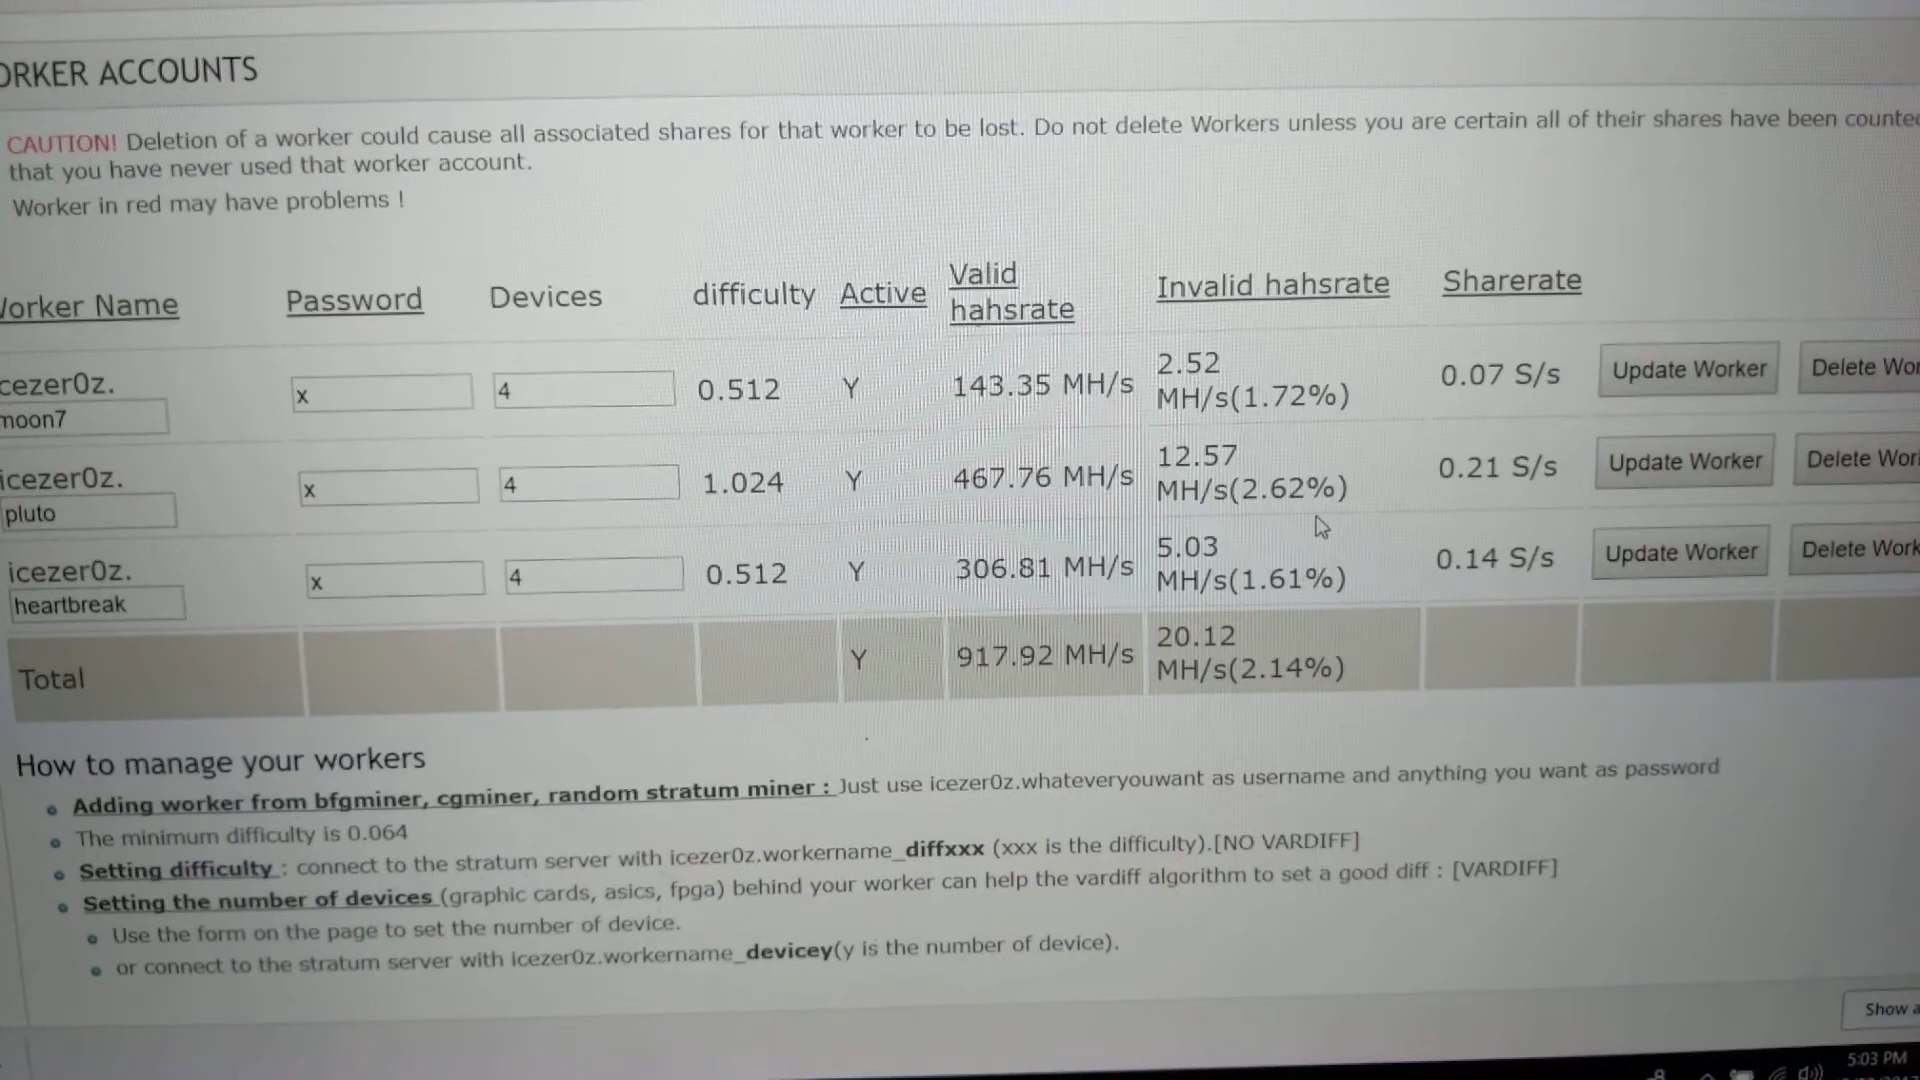 ORKER ACCOUNTS
CAUTION! Deletion of a worker could cause all associated shares for that worker to be lost. Do not delete Workers unless you are certain all of their shares have been counted
that you have never used that worker account.
Worker in red may have problems !
Worker Name Password Devices difficulty Active Valid hahsrate Invalid hahsrate Sharerate
cezer0z. moon7 x 4 0.512 Y 143.35 MH/s 2.52 MH/s(1.72%) 0.07 S/s Update Worker Delete Wor
icezer0z. pluto x 4 1.024 Y 467.76 MH/s 12.57 MH/s(2.62%) 0.21 S/s Update Worker Delete Wor
icezer0z. heartbreak x 4 0.512 Y 306.81 MH/s 5.03 MH/s(1.61%) 0.14 S/s Update Worker Delete Work
Total Y 917.92 MH/s 20.12 MH/s(2.14%)
How to manage your workers
Adding worker from bfgminer, cgminer, random stratum miner : Just use icezer0z.whateveryouwant as username and anything you want as password
The minimum difficulty is 0.064
Setting difficulty : connect to the stratum server with icezer0z.workername_diffxxx (xxx is the difficulty).[NO VARDIFF]
Setting the number of devices (graphic cards, asics, fpga) behind your worker can help the vardiff algorithm to set a good diff : [VARDIFF]
Use the form on the page to set the number of device.
or connect to the stratum server with icezer0z.workername_devicey(y is the number of device).
Show a
5:03 PM